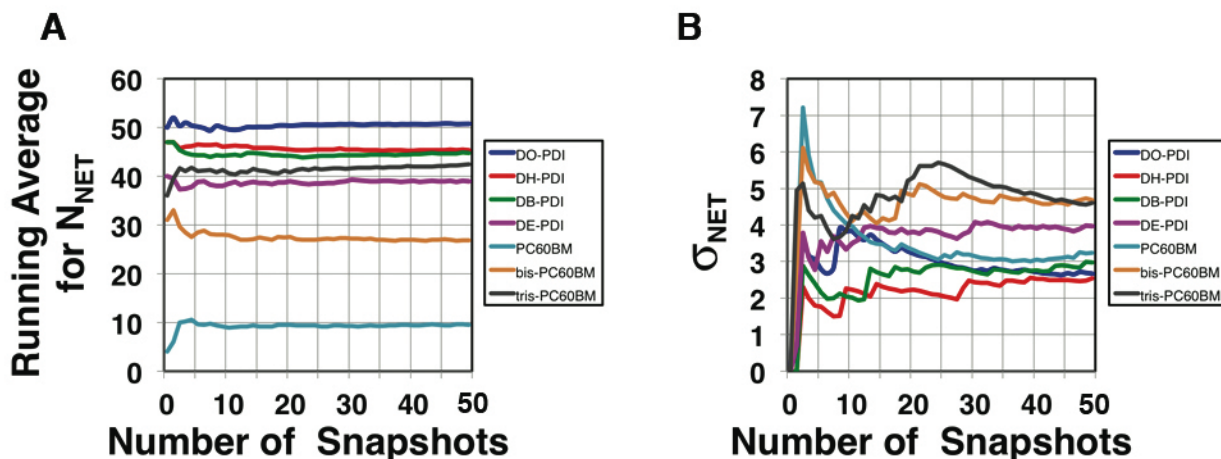 A
Running Average
for N_NET
60
50
40
30
20
10
0
0 10 20 30 40 50
Number of Snapshots
DO-PDI
DH-PDI
DB-PDI
DE-PDI
PC60BM
bis-PC60BM
tris-PC60BM
B
σ_NET
8
7
6
5
4
3
2
1
0
0 10 20 30 40 50
Number of Snapshots
DO-PDI
DH-PDI
DB-PDI
DE-PDI
PC60BM
bis-PC60BM
tris-PC60BM